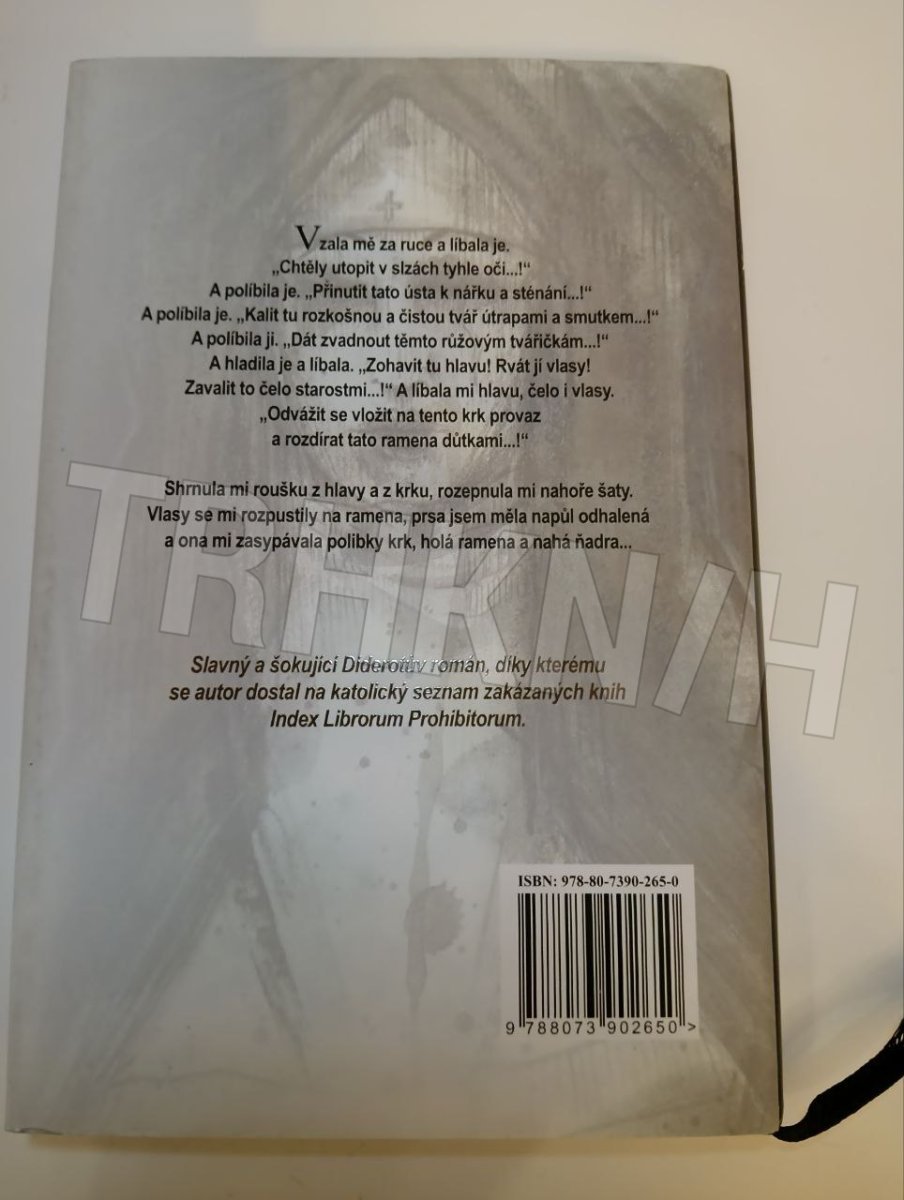 Vzala mě za ruce a líbala je.
„Chtěly utopit v slzách tyhle oči...!“
A políbila je. „Přinutit tato ústa k nářku a sténání...!“
A políbila je. „Kalit tu rozkošnou a čistou tvář útrapami a smutkem...!“
A políbila ji. „Dát zvadnout těmto růžovým tvářičkám...!“
A hladila je a líbala. „Zohavit tu hlavu! Rvát jí vlasy!
Zavalit to čelo starostmi...!“ A líbala mi hlavu, čelo i vlasy.
„Odvážit se vložit na tento krk provaz
a rozdírat tato ramena důtkami...!“
Shrnula mi roušku z hlavy a z krku, rozepnula mi nahoře šaty.
Vlasy se mi rozpustily na ramena, prsa jsem měla napůl odhalená
a ona mi zasypávala polibky krk, holá ramena a nahá ňadra...
TRHKNIH
Slavný a šokující Diderotův román, díky kterému
se autor dostal na katolický seznam zakázaných knih
Index Librorum Prohibitorum.
ISBN: 978-80-7390-265-0
9 788073 902650 >